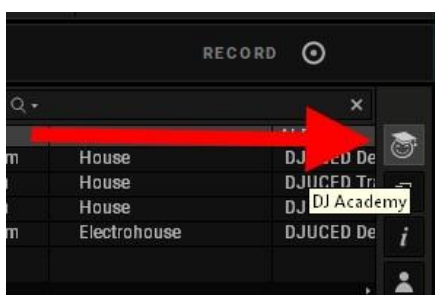 RECORD
House DJUCED De
House DJUCED Tr
House DJ
DJ Academy
Electrohouse DJUCED De
i